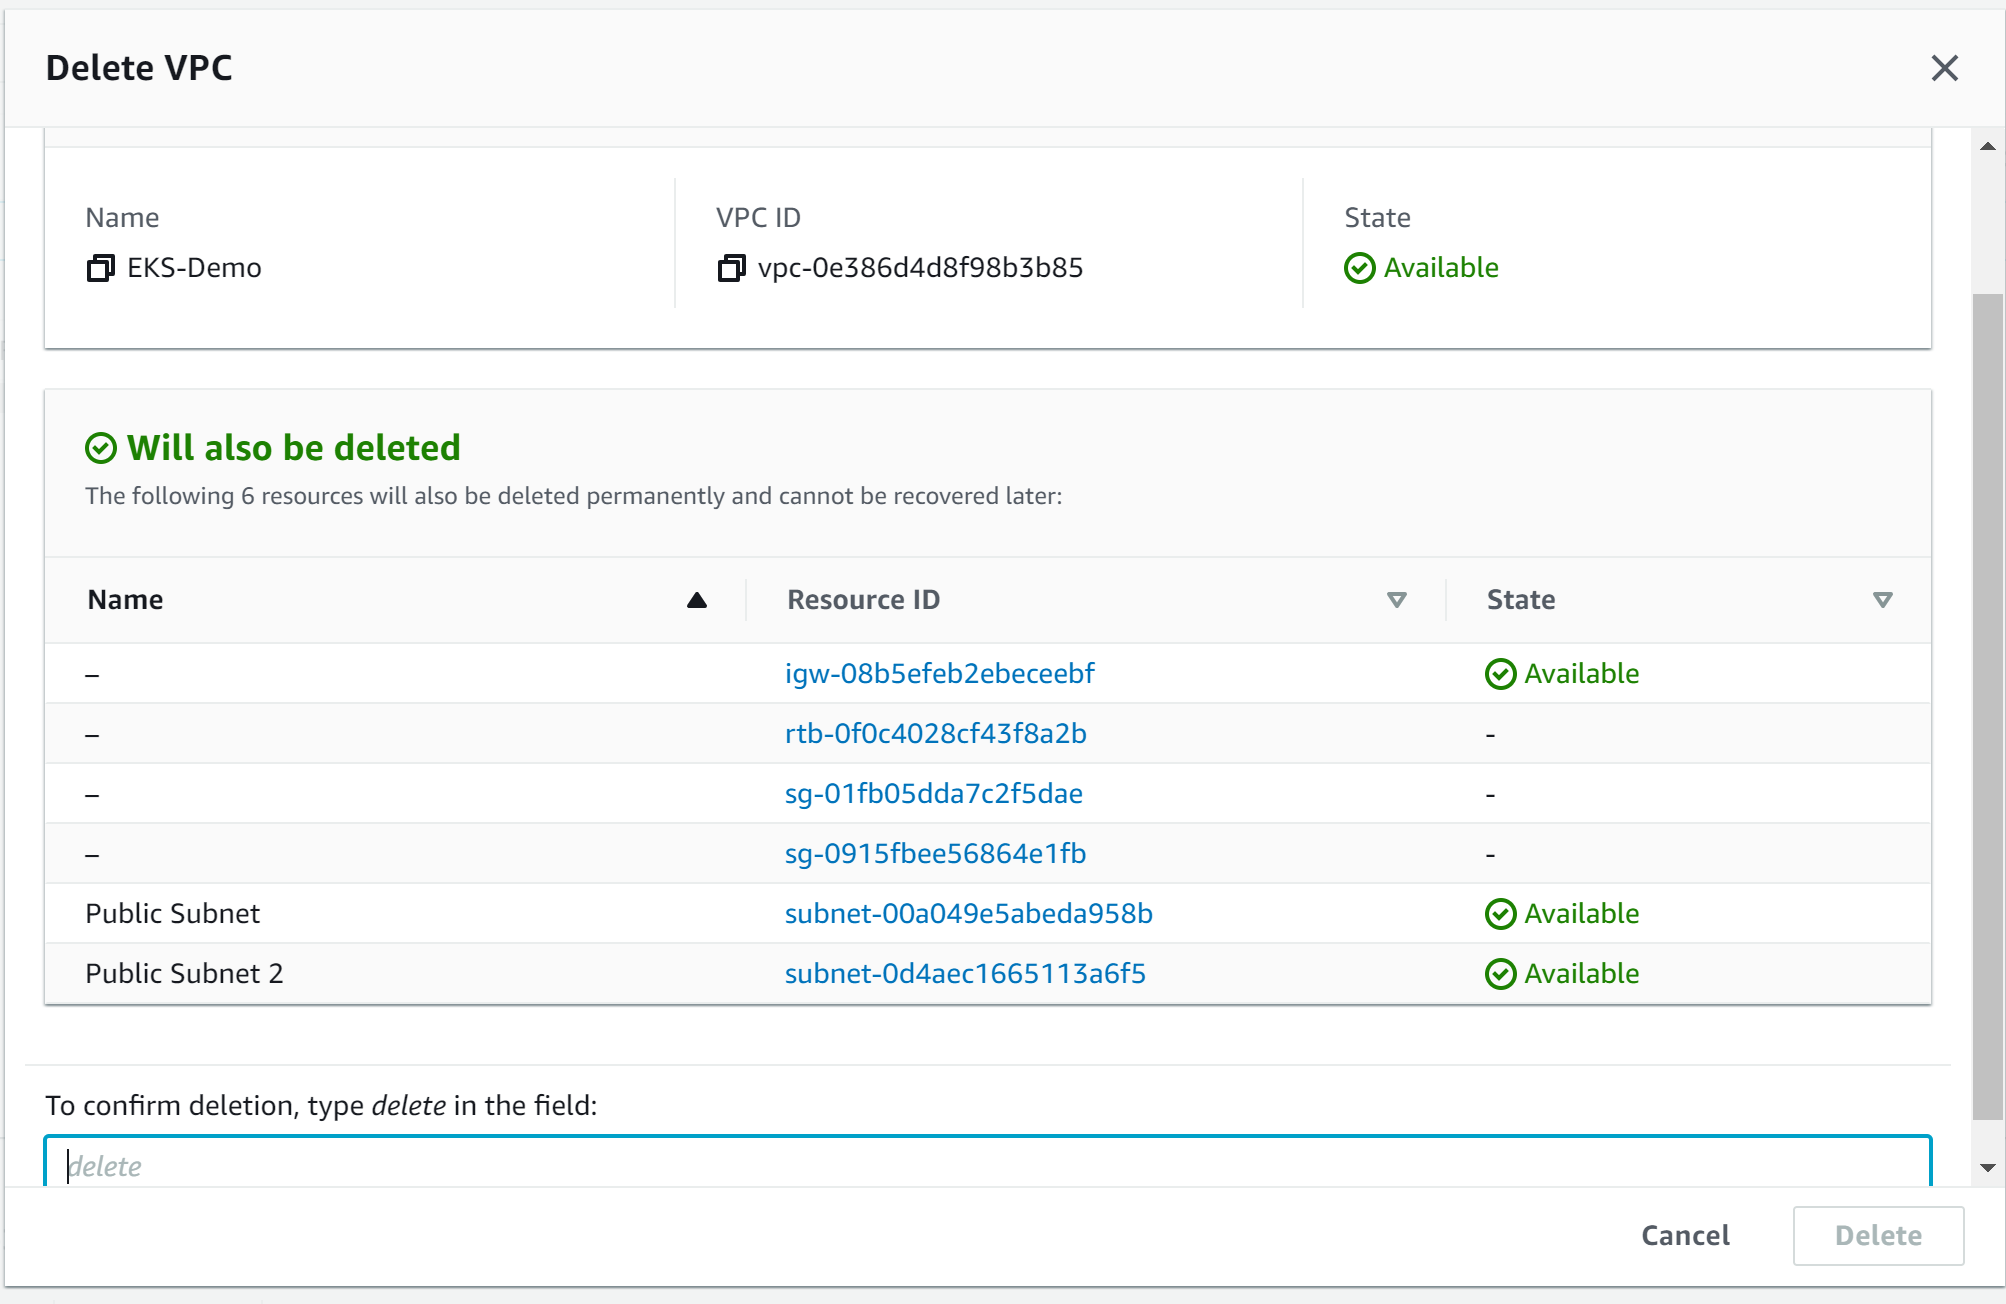 Delete VPC
Name
VPC ID
State
EKS-Demo
vpc-0e386d4d8f98b3b85
Available
Will also be deleted
The following 6 resources will also be deleted permanently and cannot be recovered later:
Name
Resource ID
State
–
igw-08b5efeb2ebeceebf
Available
–
rtb-0f0c4028cf43f8a2b
-
–
sg-01fb05dda7c2f5dae
-
–
sg-0915fbee56864e1fb
-
Public Subnet
subnet-00a049e5abeda958b
Available
Public Subnet 2
subnet-0d4aec1665113a6f5
Available
To confirm deletion, type delete in the field:
delete
Cancel
Delete